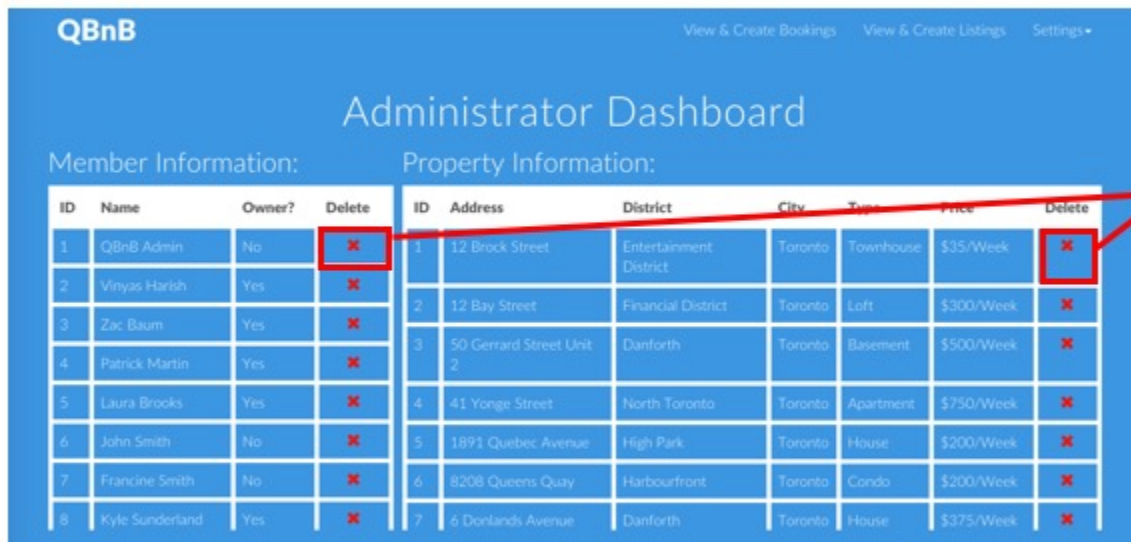 QBnB
View & Create Bookings View & Create Listings Settings
Administrator Dashboard
Member Information:
ID Name Owner? Delete
1 QBnB Admin No
2 Vinyas Harish Yes
3 Zac Baum Yes
4 Patrick Martin Yes
5 Laura Brooks Yes
6 John Smith No
7 Francine Smith No
8 Kyle Sunderland Yes
Property Information:
ID Address District City Type Price Delete
1 12 Brock Street Entertainment District Toronto Townhouse $35/Week
2 12 Bay Street Financial District Toronto Loft $300/Week
3 50 Gerrard Street Unit 2 Danforth Toronto Basement $500/Week
4 41 Yonge Street North Toronto Toronto Apartment $750/Week
5 1891 Quebec Avenue High Park Toronto House $200/Week
6 8208 Queens Quay Harbourfront Toronto Condo $200/Week
7 6 Donlands Avenue Danforth Toronto House $375/Week